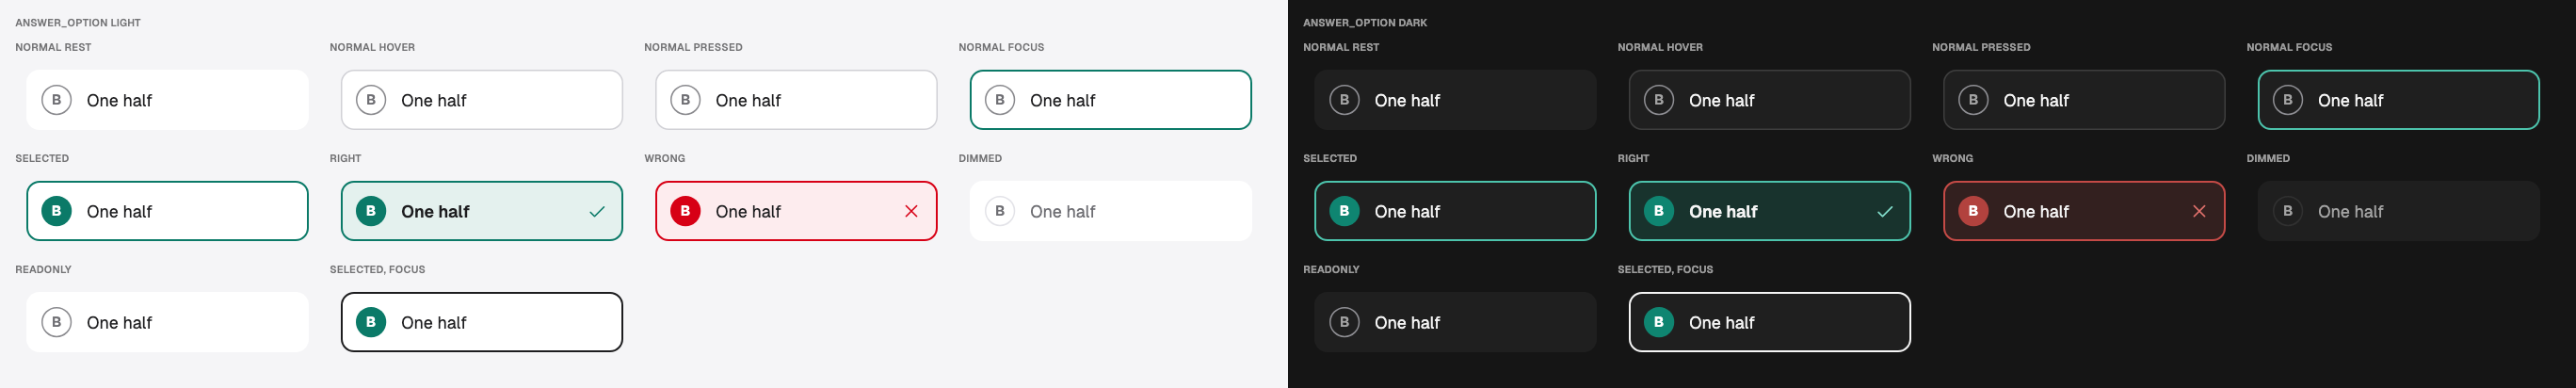 ANSWER_OPTION LIGHT
NORMAL REST
NORMAL HOVER
NORMAL PRESSED
NORMAL FOCUS
B One half
B One half
B One half
B One half
SELECTED
RIGHT
WRONG
DIMMED
B One half
B One half
B One half
B One half
READONLY
SELECTED, FOCUS
B One half
B One half
ANSWER_OPTION DARK
NORMAL REST
NORMAL HOVER
NORMAL PRESSED
NORMAL FOCUS
B One half
B One half
B One half
B One half
SELECTED
RIGHT
WRONG
DIMMED
B One half
B One half
B One half
B One half
READONLY
SELECTED, FOCUS
B One half
B One half